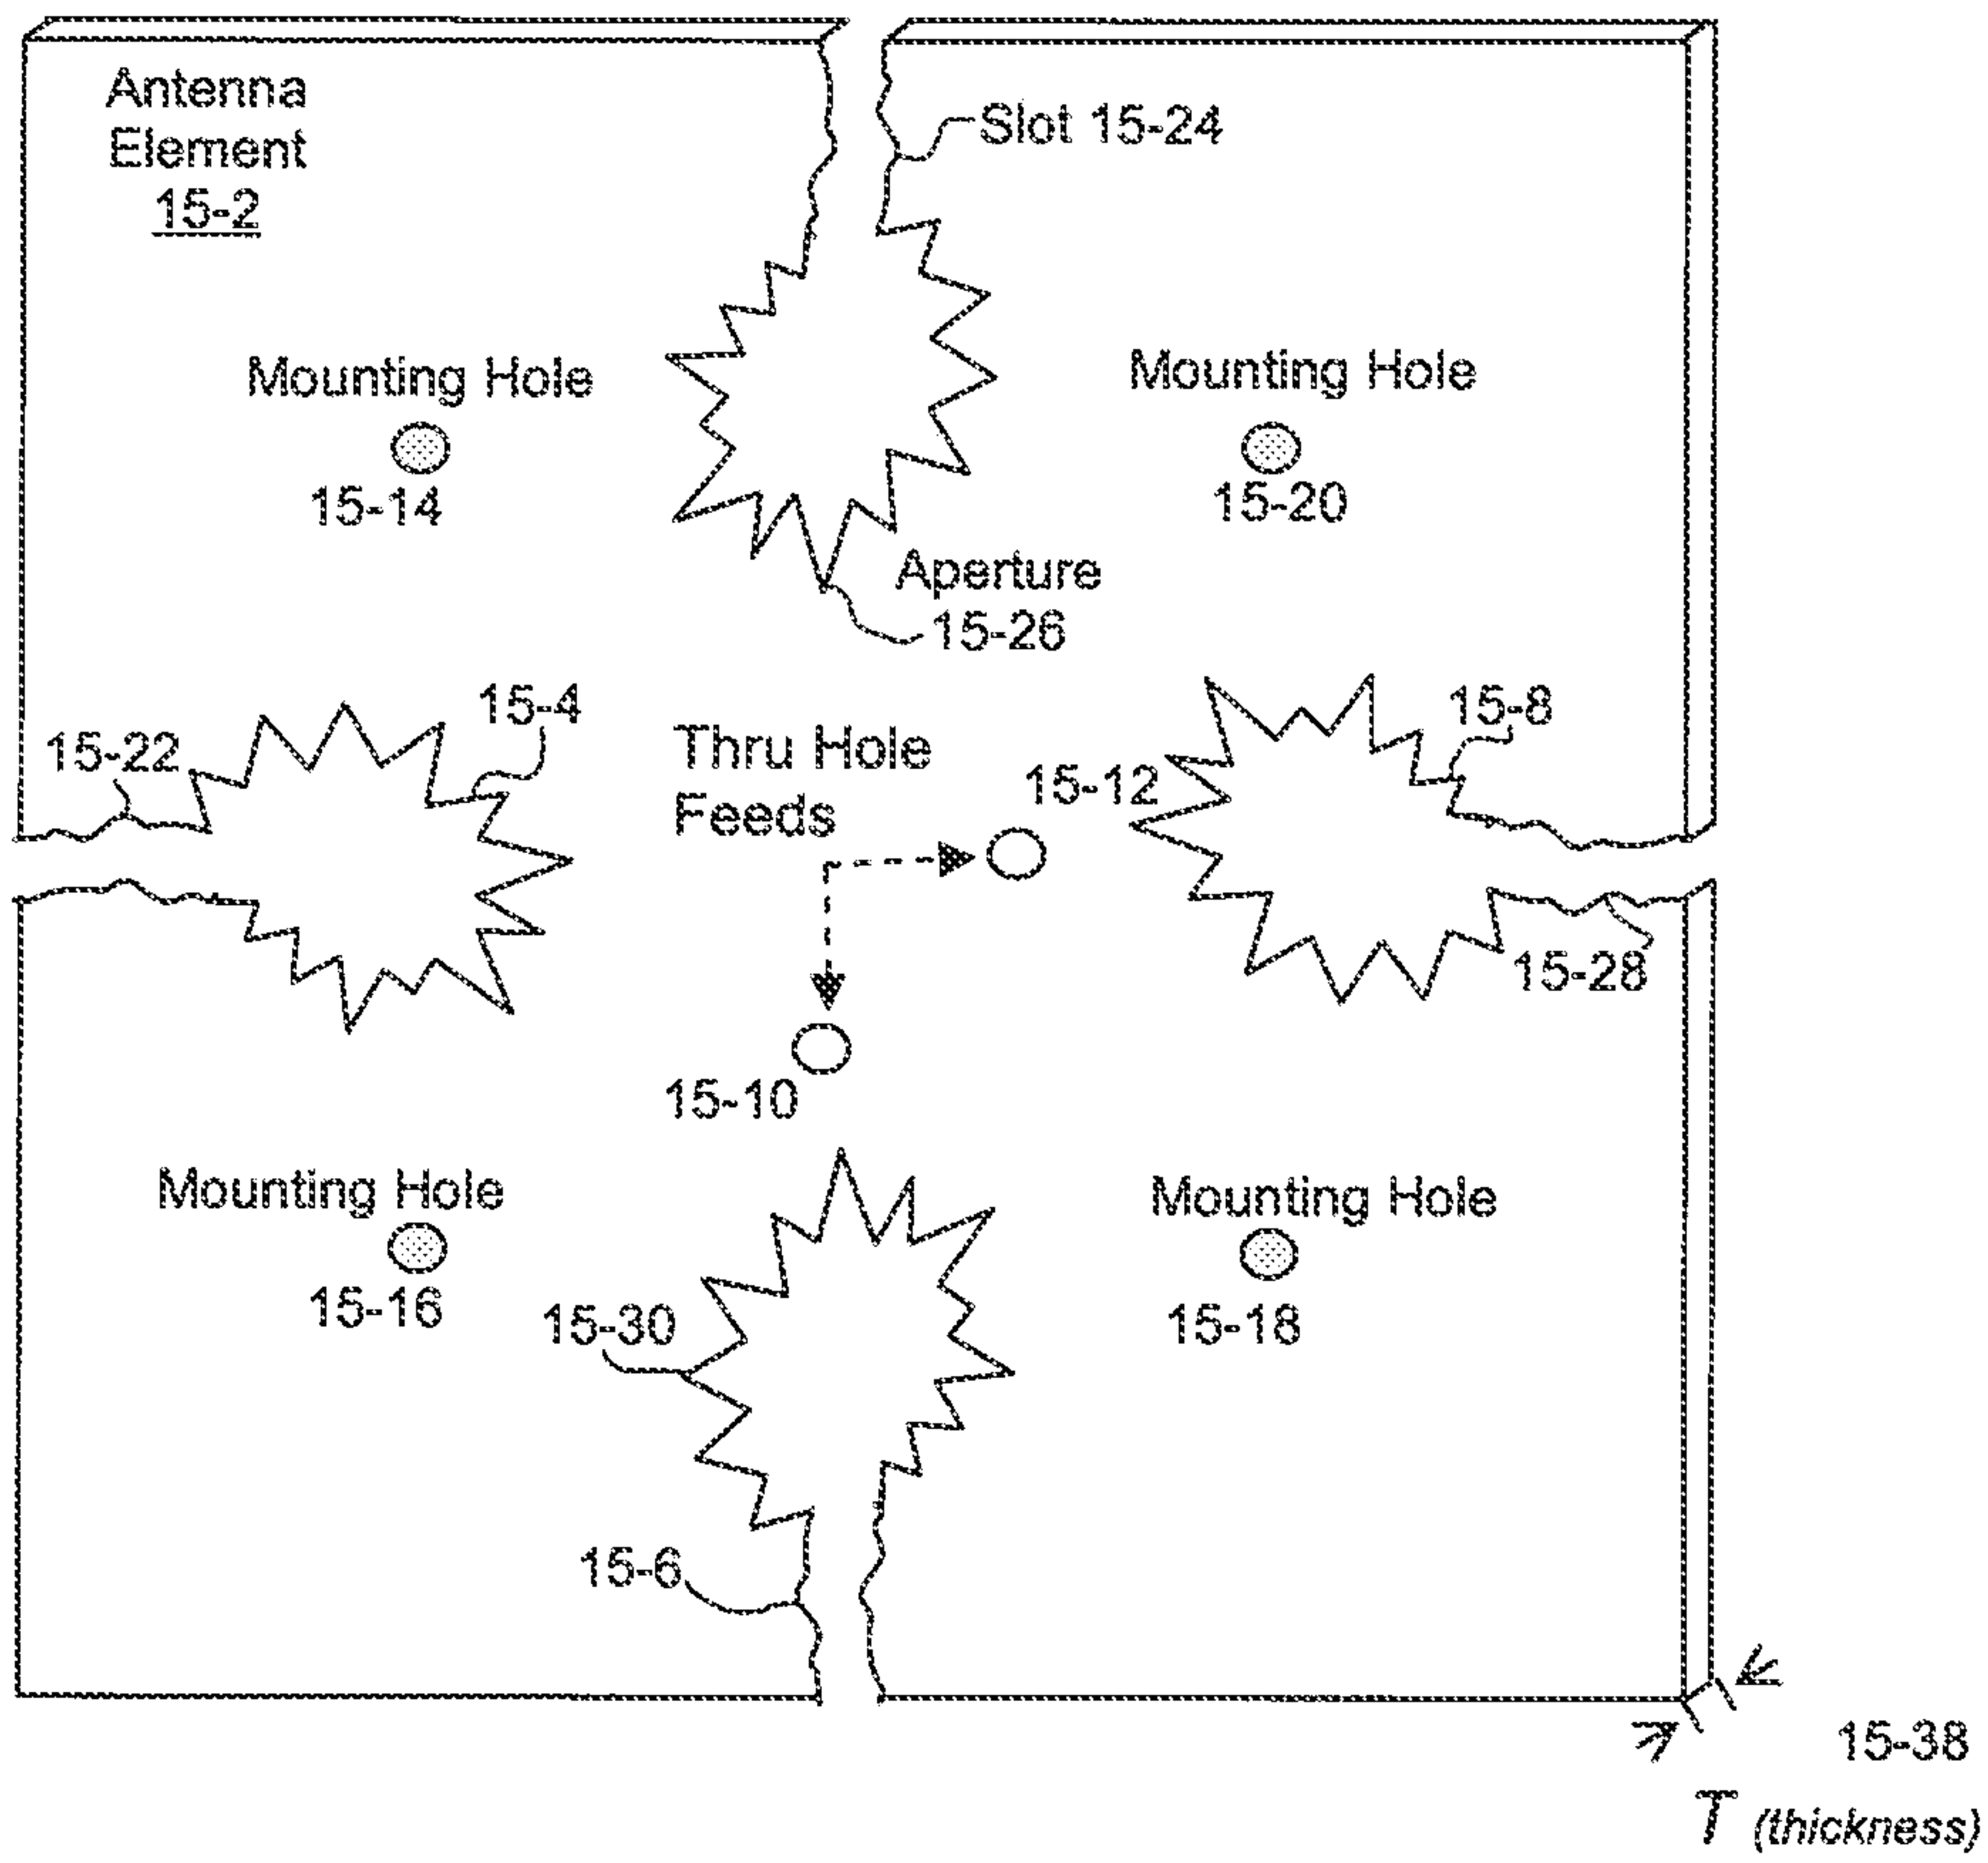 Antenna
Element
15-2
Slot 15-24
Mounting Hole
15-14
Mounting Hole
15-20
Aperture
15-26
15-22
15-4
Thru Hole
Feeds
15-12
15-8
15-28
15-10
Mounting Hole
15-16
Mounting Hole
15-18
15-30
15-6
15-38
T (thickness)